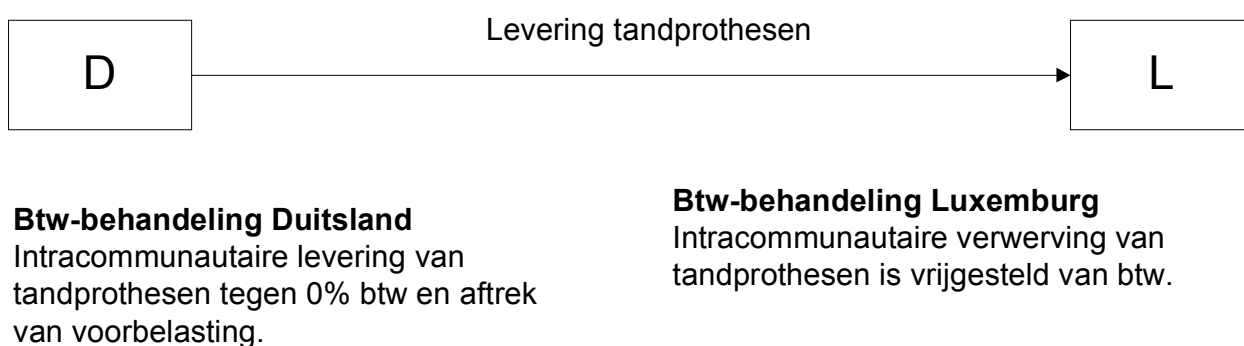 Levering tandprothesen
D
L
Btw-behandeling Duitsland
Intracommunautaire levering van
tandprothesen tegen 0% btw en aftrek
van voorbelasting.
Btw-behandeling Luxemburg
Intracommunautaire verwerving van
tandprothesen is vrijgesteld van btw.